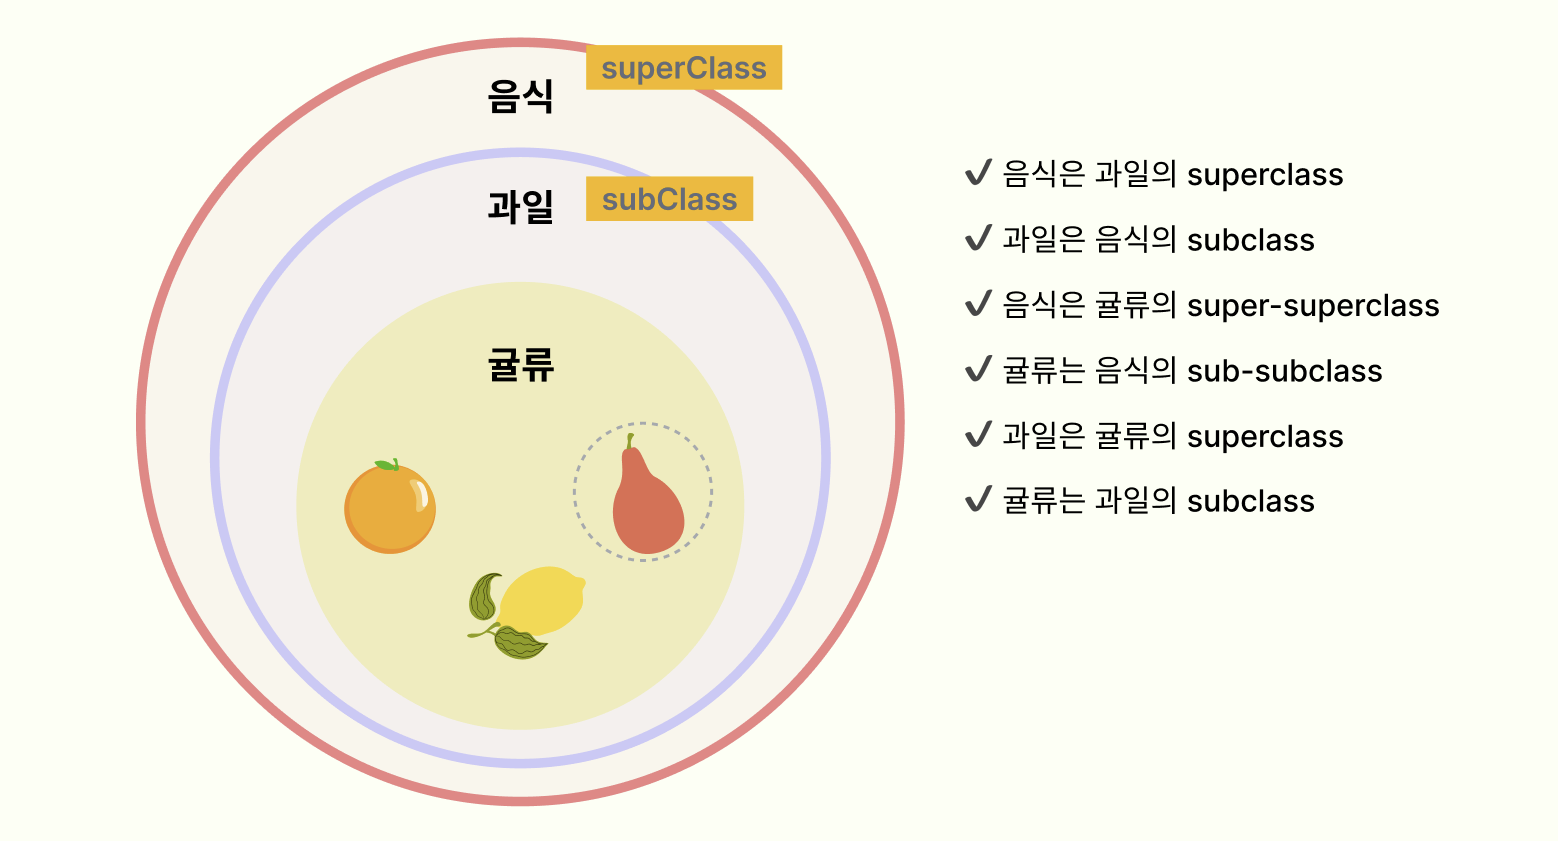 음식
superClass
과일
subClass
귤류
✓ 음식은 과일의 superclass
✓ 과일은 음식의 subclass
✓ 음식은 귤류의 super-superclass
✓ 귤류는 음식의 sub-subclass
✓ 과일은 귤류의 superclass
✓ 귤류는 과일의 subclass